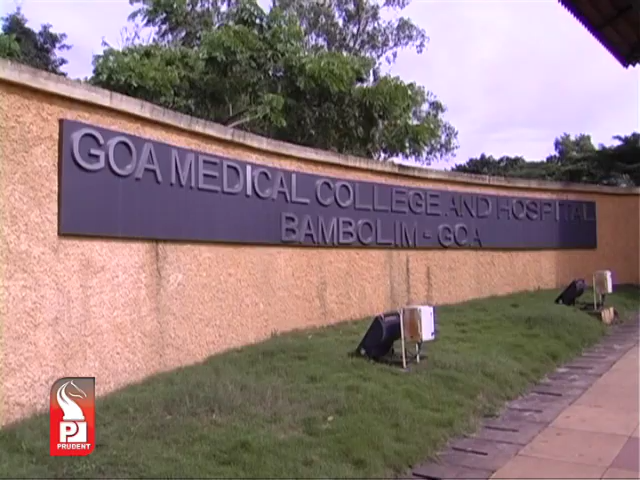 GOA MEDICAL COLLEGE AND HOSPITAL
BAMBOLIM - GOA
PRUDENT